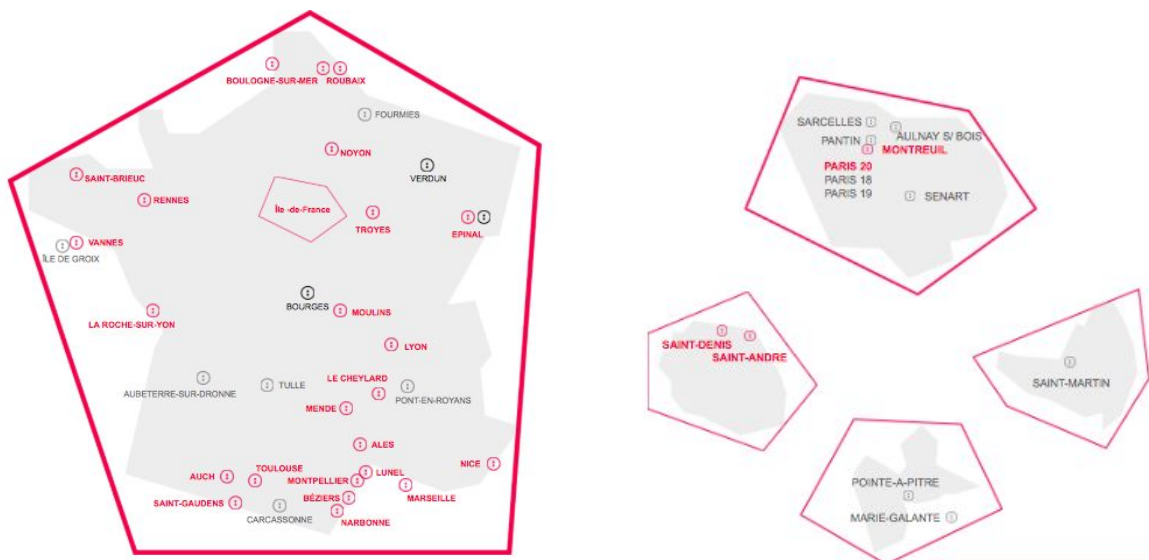 BOULOGNE-SUR-MER
ROUBAIX
FOURMIES
NOYON
VERDUN
SAINT-BRIEUC
RENNES
Île -de-France
TROYES
EPINAL
VANNES
ÎLE DE GROIX
BOURGES
MOULINS
LA ROCHE-SUR-YON
LYON
LE CHEYLARD
AUBETERRE-SUR-DRONNE
TULLE
PONT-EN-ROYANS
MENDE
ALES
NICE
TOULOUSE
LUNEL
AUCH
MONTPELLIER
MARSEILLE
BÉZIERS
SAINT-GAUDENS
CARCASSONNE
NARBONNE
SARCELLES
AULNAY S/ BOIS
PANTIN
MONTREUIL
PARIS 20
PARIS 18
PARIS 19
SENART
SAINT-DENIS
SAINT-ANDRE
SAINT-MARTIN
POINTE-A-PITRE
MARIE-GALANTE